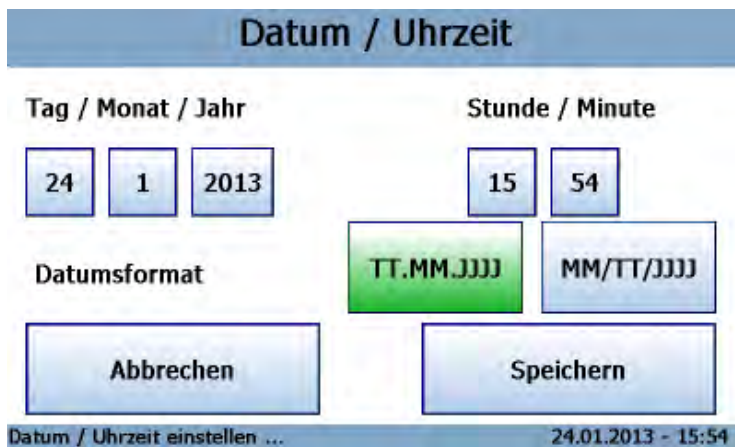 Datum / Uhrzeit
Tag / Monat / Jahr
Stunde / Minute
24 1 2013
15 54
Datumsformat
TT.MM.JJJJ
MM/TT/JJJJ
Abbrechen
Speichern
Datum / Uhrzeit einstellen ...
24.01.2013 - 15:54